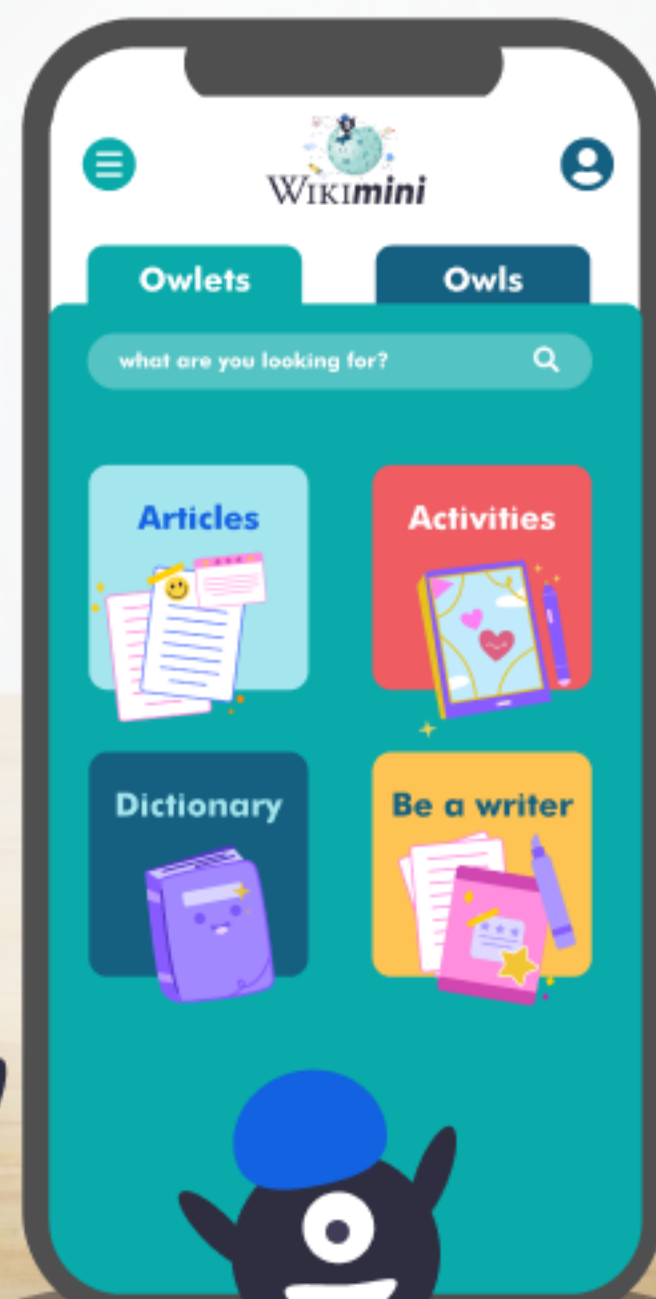 WIKImini
Owlets
Owls
what are you looking for?
Articles
Activities
Dictionary
Be a writer